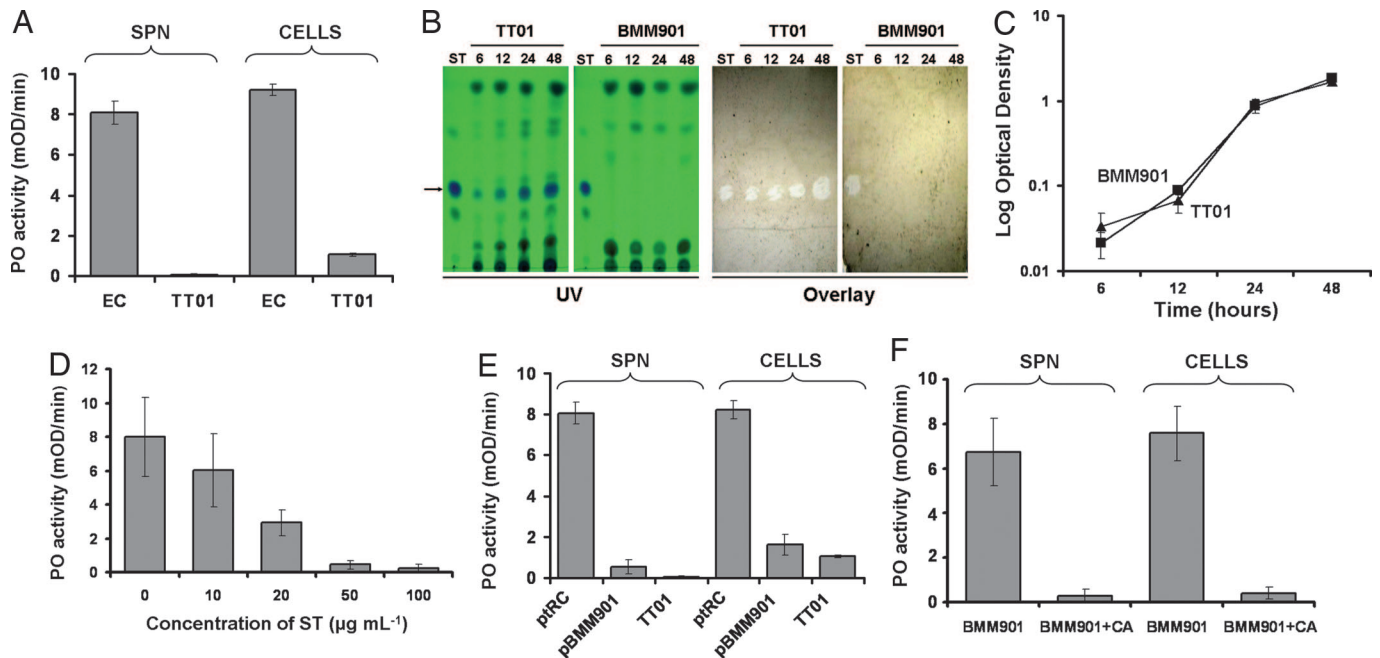 A
SPN
CELLS
PO activity (mOD/min)
10
8
6
4
2
0
EC
TT01
EC
TT01
B
TT01
BMM901
TT01
BMM901
ST 6 12 24 48
6 12 24 48
ST 6 12 24 48
6 12 24 48
UV
Overlay
C
Log Optical Density
10
1
0.1
0.01
BMM901
TT01
6
12
24
48
Time (hours)
D
PO activity (mOD/min)
12
10
8
6
4
2
0
0
10
20
50
100
Concentration of ST (µg mL⁻¹)
E
SPN
CELLS
PO activity (mOD/min)
10
8
6
4
2
0
ptRC
pBMM901
TT01
ptRC
pBMM901
TT01
F
SPN
CELLS
PO activity (mOD/min)
10
8
6
4
2
0
BMM901
BMM901+CA
BMM901
BMM901+CA